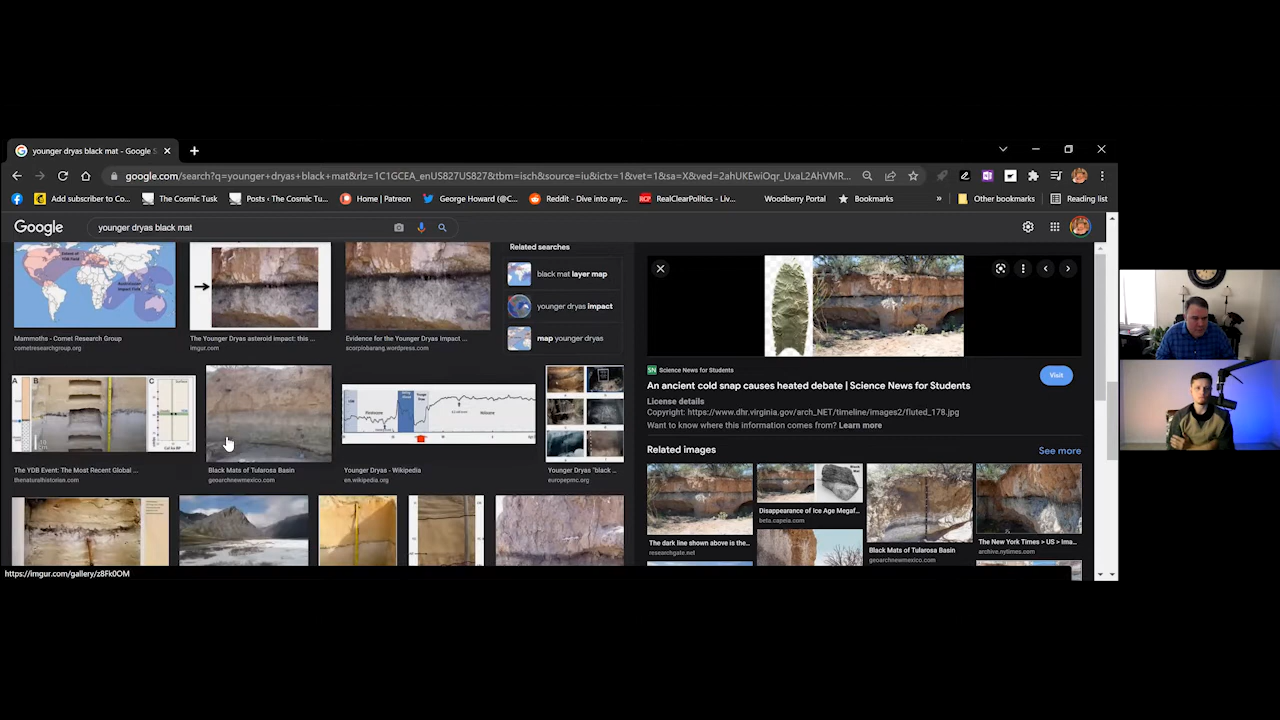 younger dryas black mat - Google S
google.com/search?q=younger+dryas+black+mat&rlz=1C1GCEA_enUS827US827&tbm=isch&source=iu&ictx=1&vet=1&sa=X&ved=2ahUKEwiOqr_UxaL2AhVMR...
Add subscriber to Co...
The Cosmic Tusk
Posts ‹ The Cosmic Tu...
Home | Patreon
George Howard (@C...
Reddit - Dive into any...
RCP
RealClearPolitics - Liv...
Woodberry Portal
Bookmarks
»
Other bookmarks
Reading list
Google
younger dryas black mat
Related searches
black mat layer map
younger dryas impact
map younger dryas
Mammoths - Comet Research Group
cometresearchgroup.org
The Younger Dryas asteroid impact: this ...
imgur.com
Evidence for the Younger Dryas Impact ...
scorpiobarang.wordpress.com
A
B
C
The YDB Event: The Most Recent Global ...
thenaturalhistorian.com
Black Mats of Tularosa Basin
geoarchnewmexico.com
Younger Dryas - Wikipedia
en.wikipedia.org
Younger Dryas "black ...
europepmc.org
SN Science News for Students
An ancient cold snap causes heated debate | Science News for Students
Visit
License details
Copyright: https://www.dhr.virginia.gov/arch_NET/timeline/images2/fluted_178.jpg
Want to know where this information comes from? Learn more
Related images
See more
The dark line shown above is the...
researchgate.net
Disappearance of Ice Age Megaf...
beta.capeia.com
Black Mats of Tularosa Basin
geoarchnewmexico.com
The New York Times > US > Ima...
archive.nytimes.com
https://imgur.com/gallery/z8Fk0OM